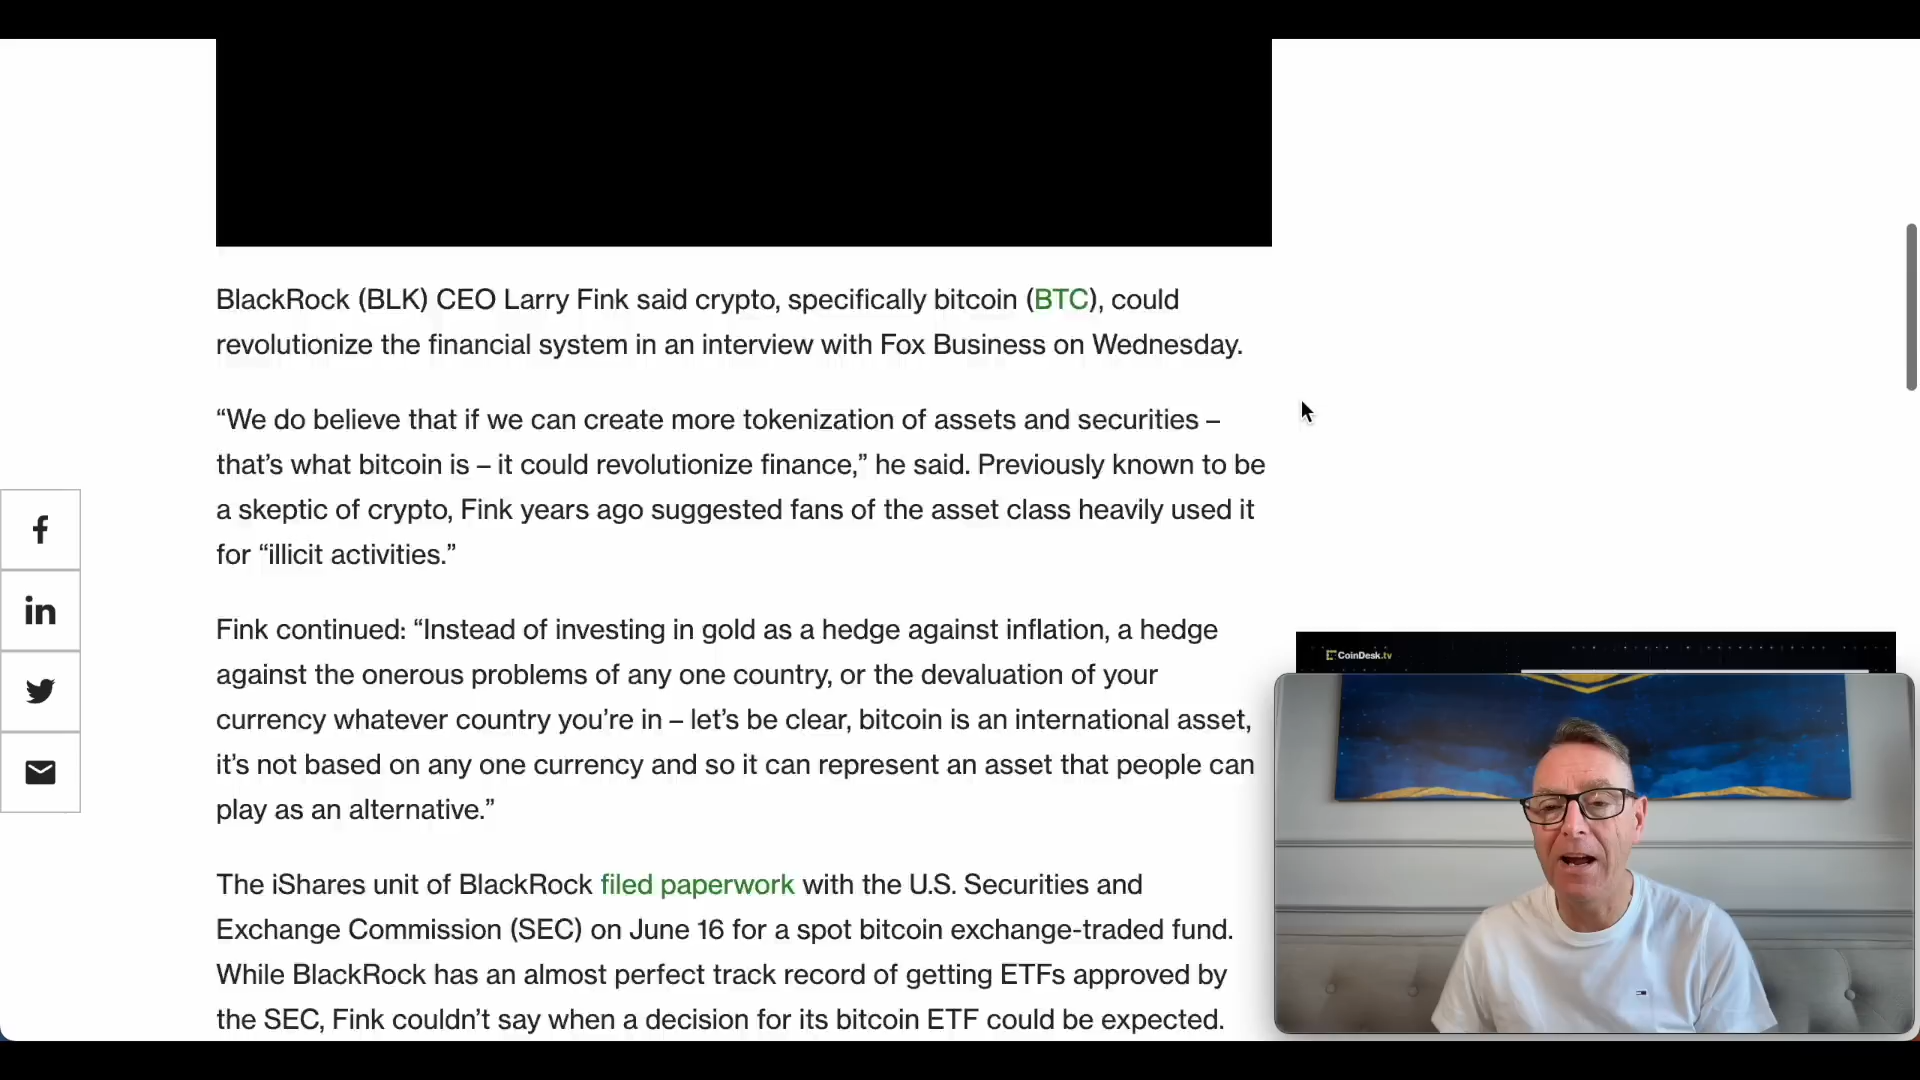 BlackRock (BLK) CEO Larry Fink said crypto, specifically bitcoin (BTC), could
revolutionize the financial system in an interview with Fox Business on Wednesday.
“We do believe that if we can create more tokenization of assets and securities –
that’s what bitcoin is – it could revolutionize finance,” he said. Previously known to be
a skeptic of crypto, Fink years ago suggested fans of the asset class heavily used it
for “illicit activities.”
Fink continued: “Instead of investing in gold as a hedge against inflation, a hedge
against the onerous problems of any one country, or the devaluation of your
currency whatever country you’re in – let’s be clear, bitcoin is an international asset,
it’s not based on any one currency and so it can represent an asset that people can
play as an alternative.”
The iShares unit of BlackRock filed paperwork with the U.S. Securities and
Exchange Commission (SEC) on June 16 for a spot bitcoin exchange-traded fund.
While BlackRock has an almost perfect track record of getting ETFs approved by
the SEC, Fink couldn’t say when a decision for its bitcoin ETF could be expected.
f
in
CoinDesk.tv